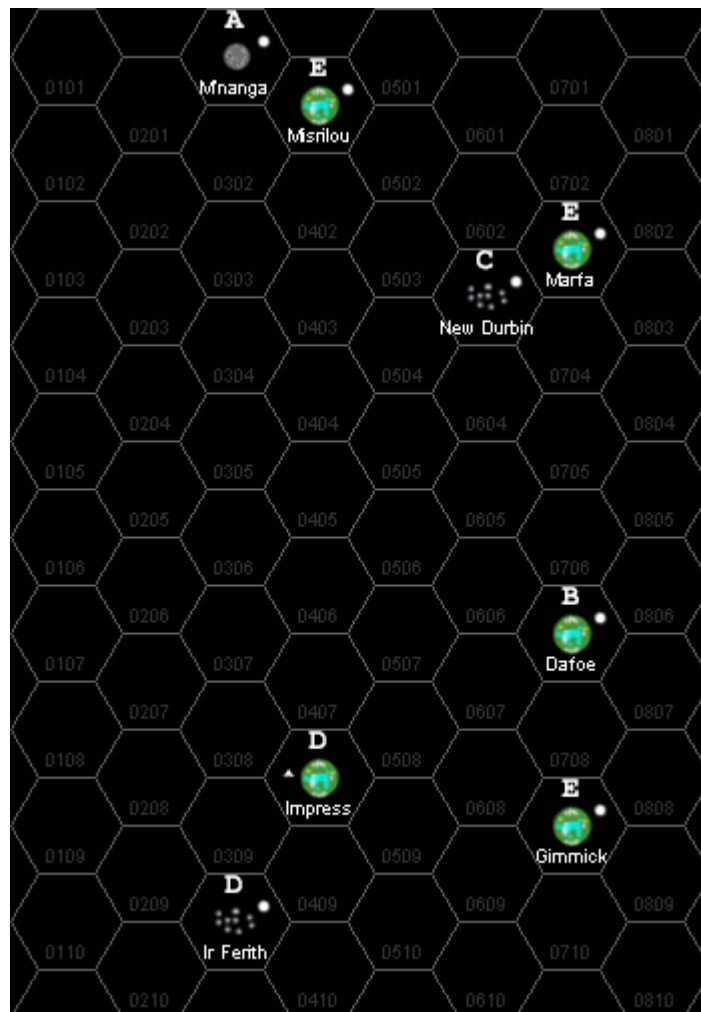 A
E
0101 M'nanga 0501 0701
0201 Misrilou 0601 0801
0102 0302 0502 0702
E
0202 0402 0602 0802
C
0103 0303 0503 Marfa
0203 0403 New Durbin 0803
0104 0304 0504 0704
0204 0404 0604 0804
0105 0305 0505 0705
0205 0405 0605 0805
0106 0306 0506 0706
B
0206 0406 0606 0806
0107 0307 0507 Dafoe
0207 0407 0607 0807
D
0108 0308 0508 0708
E
0208 Impress 0608 0808
0109 0309 0509 Gimmick
D
0209 0409 0609 0809
0110 Ir Ferith 0510 0710
0210 0410 0610 0810